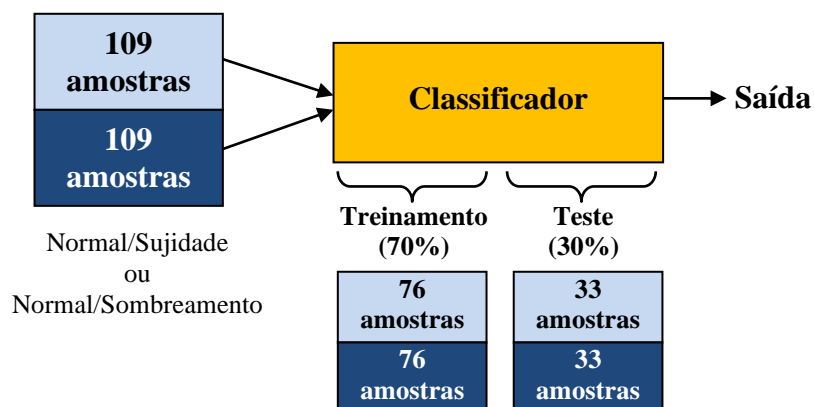 109
amostras
109
amostras
Normal/Sujidade
ou
Normal/Sombreamento
Classificador
Saída
Treinamento
(70%)
Teste
(30%)
76
amostras
76
amostras
33
amostras
33
amostras